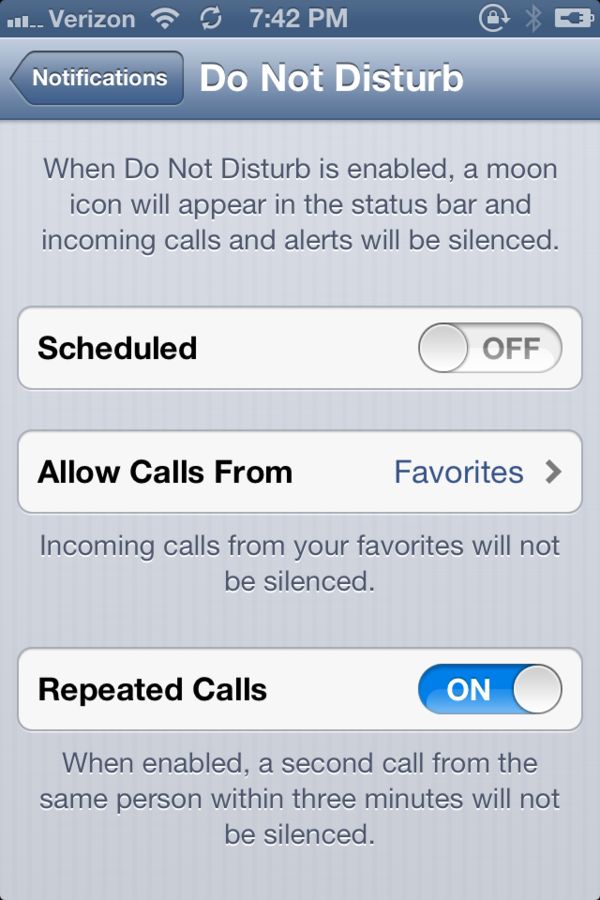 Verizon 7:42 PM
Notifications Do Not Disturb
When Do Not Disturb is enabled, a moon
icon will appear in the status bar and
incoming calls and alerts will be silenced.
Scheduled OFF
Allow Calls From Favorites
Incoming calls from your favorites will not
be silenced.
Repeated Calls ON
When enabled, a second call from the
same person within three minutes will not
be silenced.